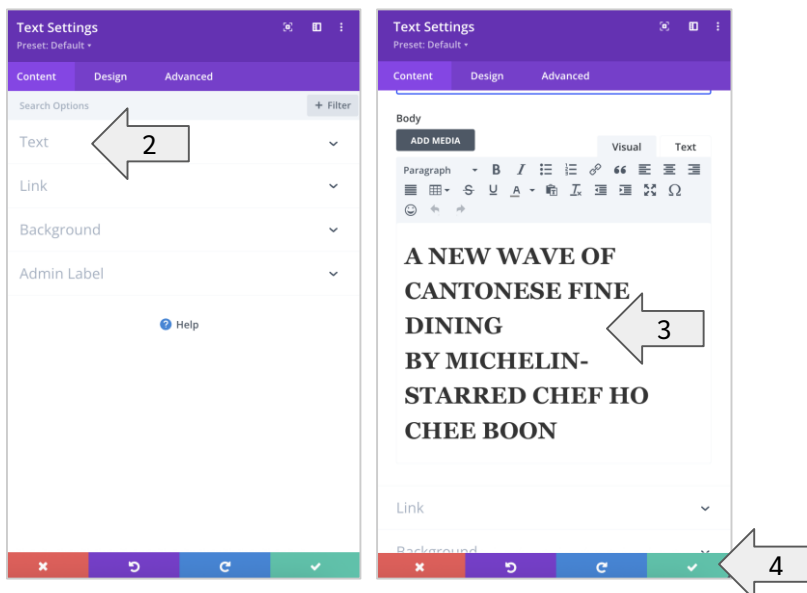 Text Settings
Preset: Default
Content Design Advanced
Search Options + Filter
Text
2
Link
Background
Admin Label
? Help
Text Settings
Preset: Default
Content Design Advanced
Body
ADD MEDIA
Visual Text
Paragraph B I “ S U A Ix Ω
A NEW WAVE OF
CANTONESE FINE
DINING
BY MICHELIN-
STARRED CHEF HO
CHEE BOON
3
Link
Background
4